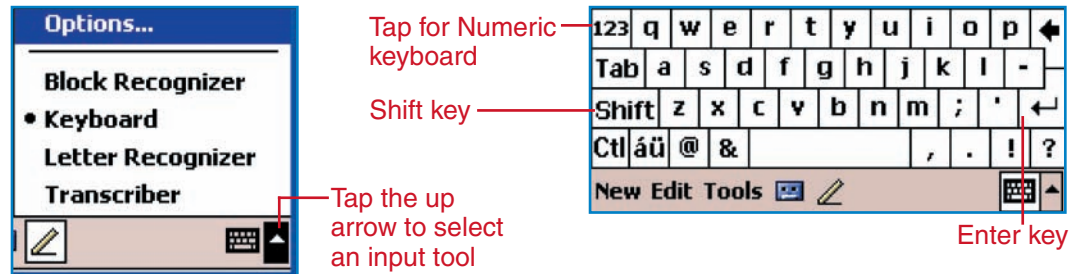 Options...
Block Recognizer
Keyboard
Letter Recognizer
Transcriber
Tap the up
arrow to select
an input tool
Tap for Numeric
keyboard
Shift key
123 q w e r t y u i o p
Tab a s d f g h j k l -
Shift z x c v b n m ; '
Ctl áü @ & , . ! ?
New Edit Tools
Enter key